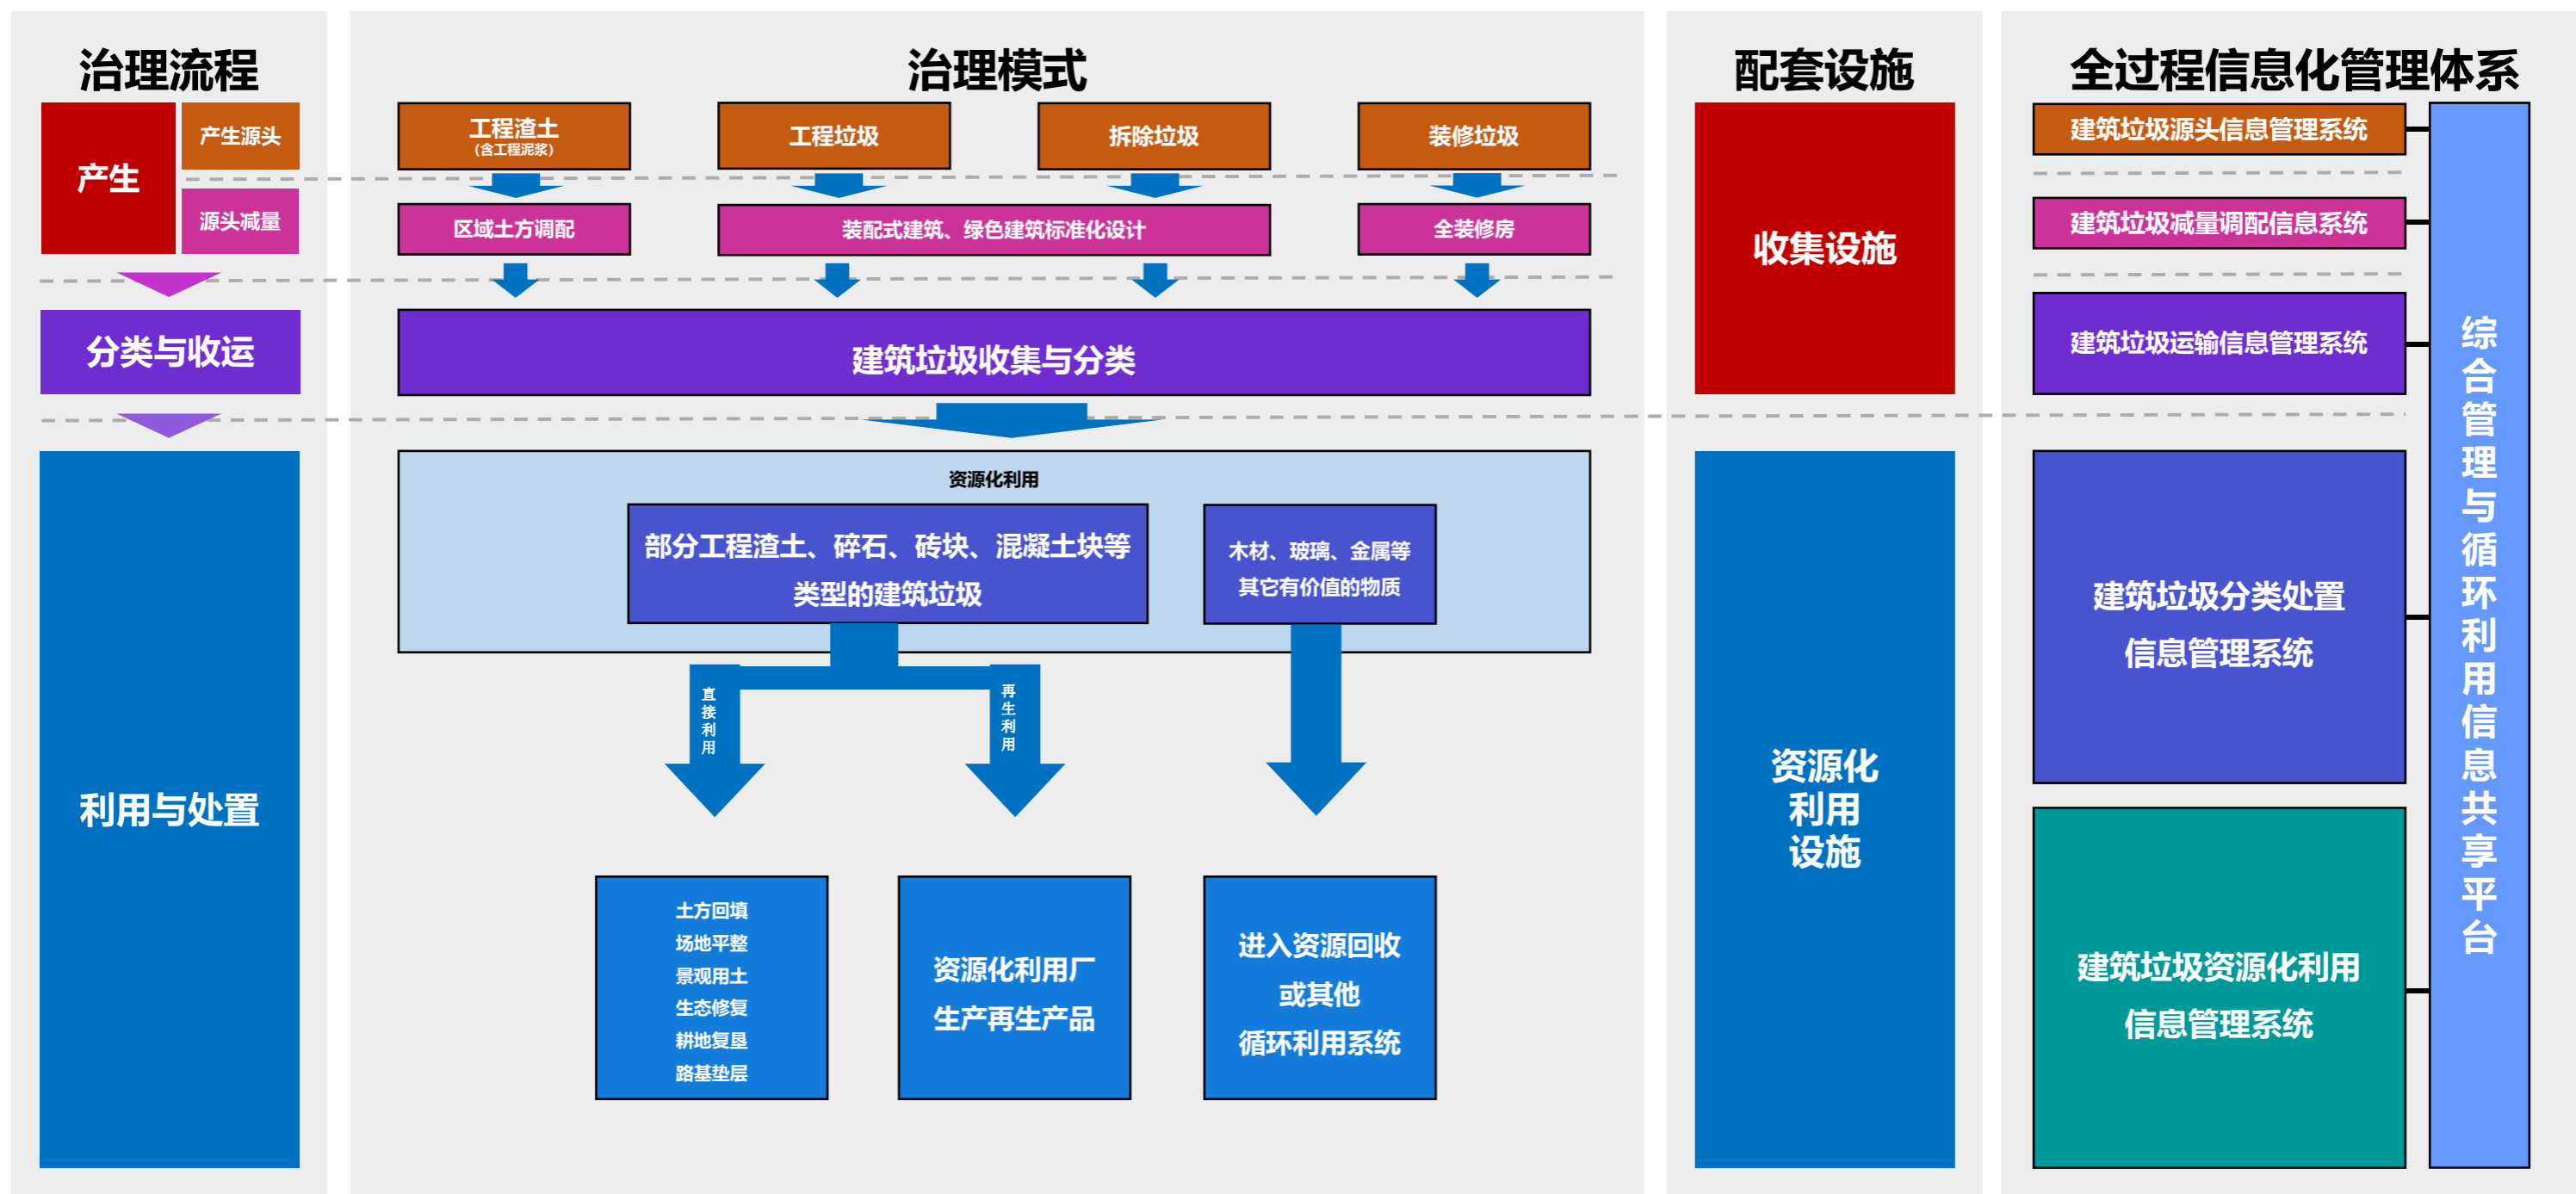 治理流程
产生
产生源头
源头减量
分类与收运
利用与处置
治理模式
工程渣土
（含工程泥浆）
工程垃圾
拆除垃圾
装修垃圾
区域土方调配
装配式建筑、绿色建筑标准化设计
全装修房
建筑垃圾收集与分类
资源化利用
部分工程渣土、碎石、砖块、混凝土块等
类型的建筑垃圾
木材、玻璃、金属等
其它有价值的物质
直接利用
再生利用
土方回填
场地平整
景观用土
生态修复
耕地复垦
路基垫层
资源化利用厂
生产再生产品
进入资源回收
或其他
循环利用系统
配套设施
收集设施
资源化
利用
设施
全过程信息化管理体系
建筑垃圾源头信息管理系统
建筑垃圾减量调配信息系统
建筑垃圾运输信息管理系统
建筑垃圾分类处置
信息管理系统
建筑垃圾资源化利用
信息管理系统
综合管理与循环利用信息共享平台